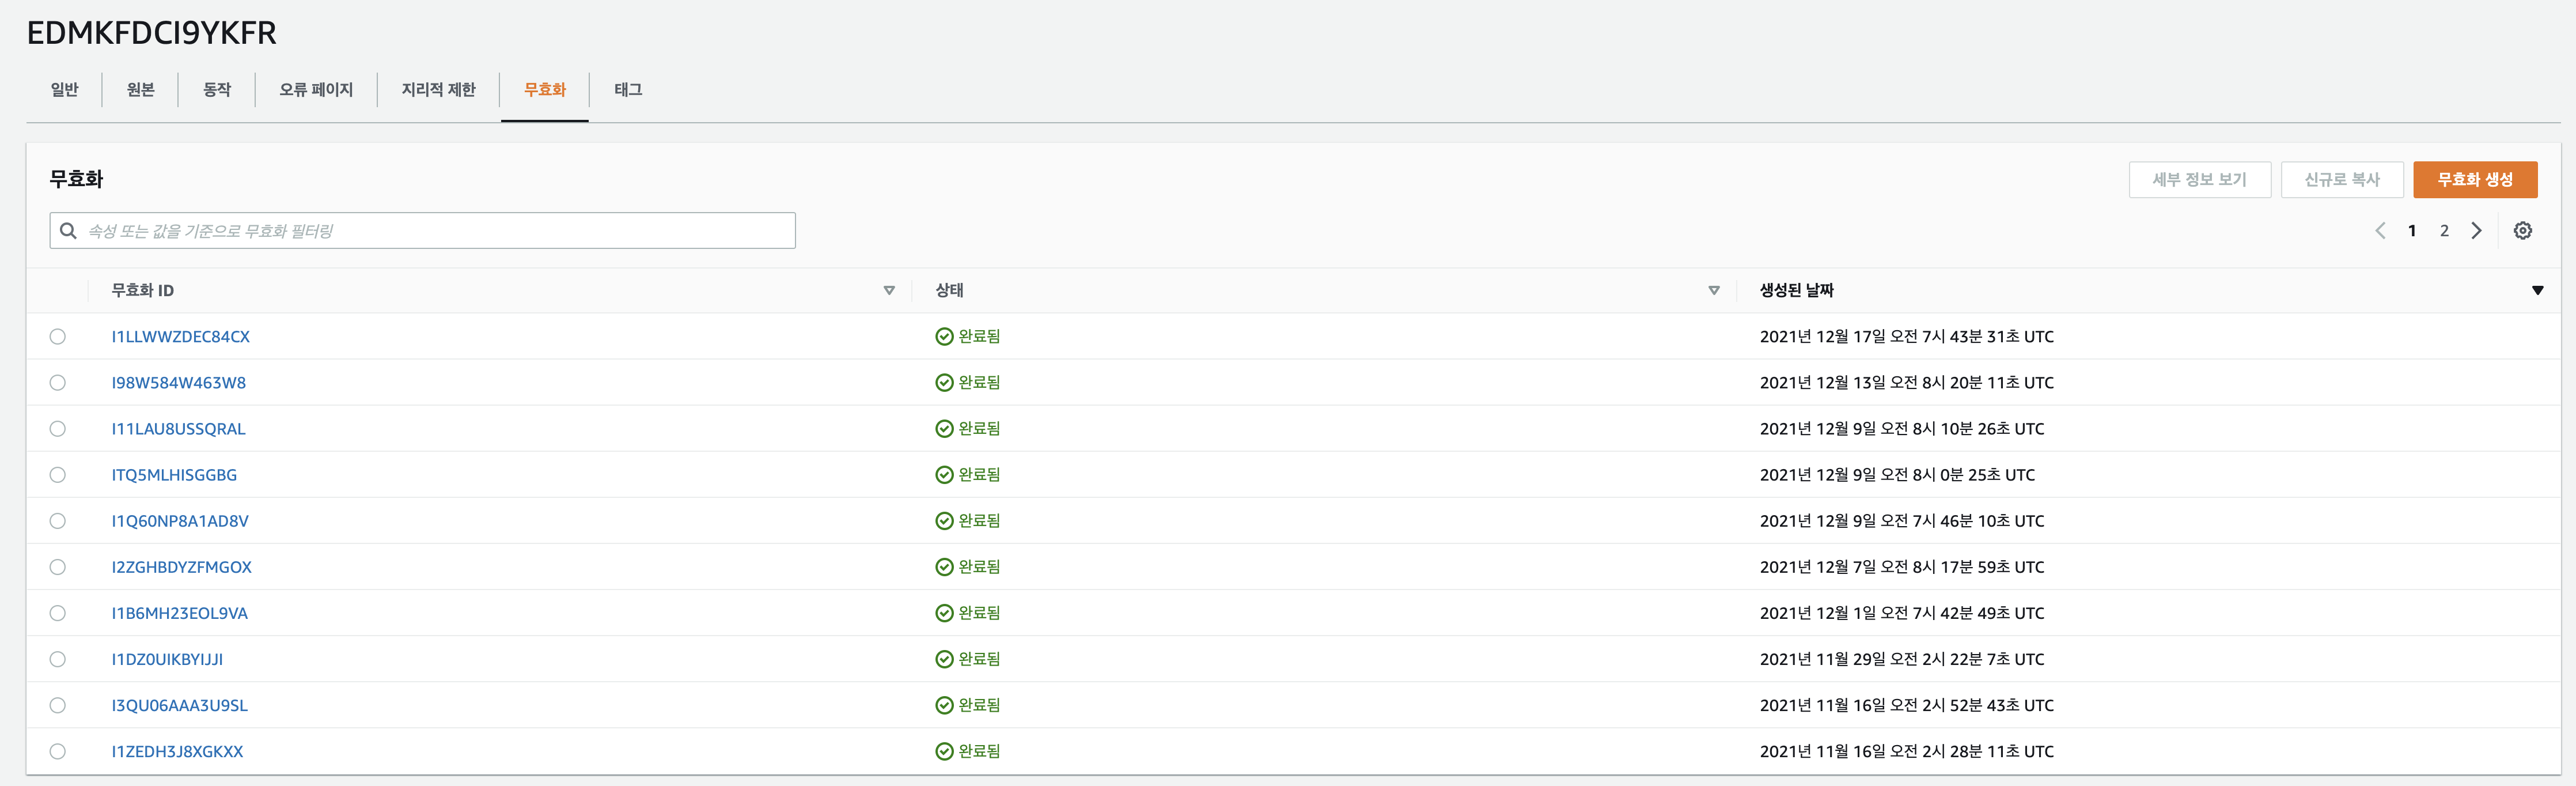 EDMKFDCI9YKFR
일반 원본 동작 오류 페이지 지리적 제한 무효화 태그
무효화 세부 정보 보기 신규로 복사 무효화 생성
속성 또는 값을 기준으로 무효화 필터링 1 2
무효화 ID 상태 생성된 날짜
I1LLWWZDEC84CX 완료됨 2021년 12월 17일 오전 7시 43분 31초 UTC
I98W584W463W8 완료됨 2021년 12월 13일 오전 8시 20분 11초 UTC
I11LAU8USSQRAL 완료됨 2021년 12월 9일 오전 8시 10분 26초 UTC
ITQ5MLHISGGBG 완료됨 2021년 12월 9일 오전 8시 0분 25초 UTC
I1Q60NP8A1AD8V 완료됨 2021년 12월 9일 오전 7시 46분 10초 UTC
I2ZGHBDYZFMGOX 완료됨 2021년 12월 7일 오전 8시 17분 59초 UTC
I1B6MH23EOL9VA 완료됨 2021년 12월 1일 오전 7시 42분 49초 UTC
I1DZ0UIKBYIJJI 완료됨 2021년 11월 29일 오전 2시 22분 7초 UTC
I3QU06AAA3U9SL 완료됨 2021년 11월 16일 오전 2시 52분 43초 UTC
I1ZEDH3J8XGKXX 완료됨 2021년 11월 16일 오전 2시 28분 11초 UTC